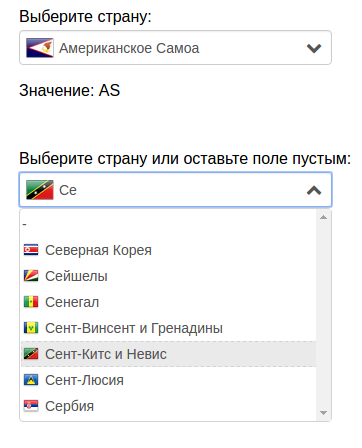 Выберите страну:
Американское Самоа
Значение: AS
Выберите страну или оставьте поле пустым:
Се
-
Северная Корея
Сейшелы
Сенегал
Сент-Винсент и Гренадины
Сент-Китс и Невис
Сент-Люсия
Сербия